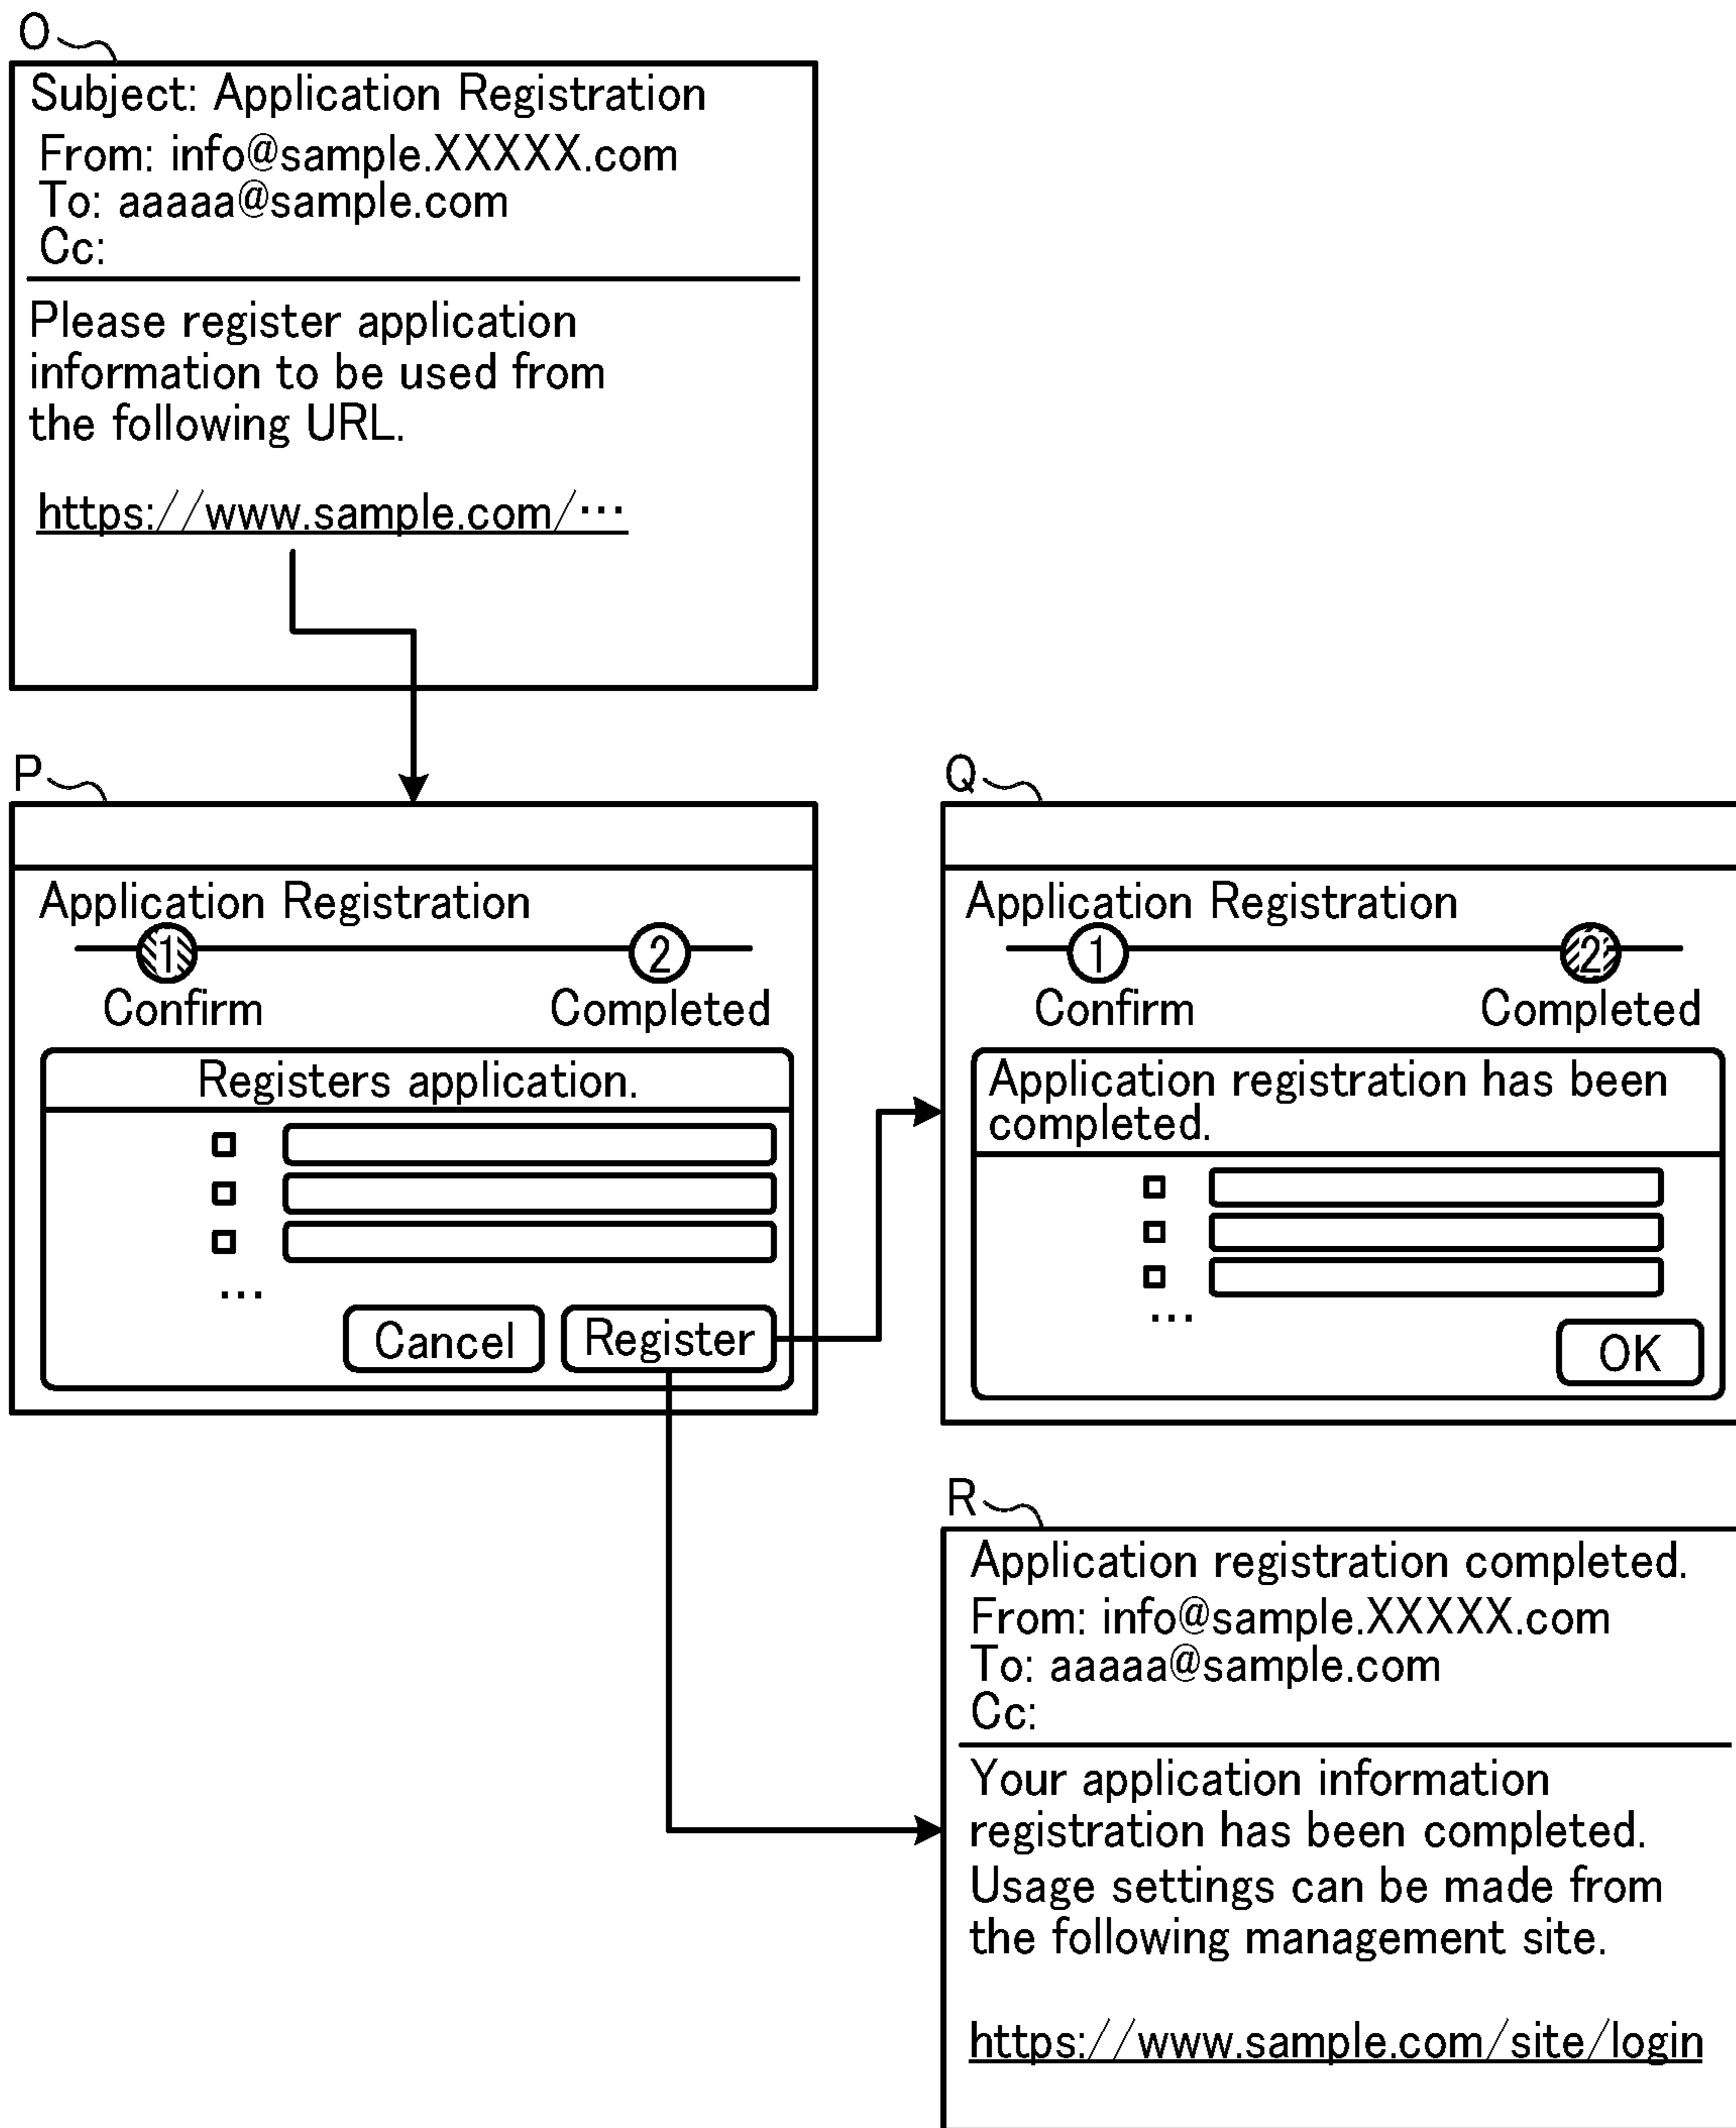 O
Subject: Application Registration
From: info@sample.XXXXX.com
To: aaaaa@sample.com
Cc:
Please register application
information to be used from
the following URL.
https://www.sample.com/…
P
Application Registration
1
2
Confirm
Completed
Registers application.
…
Cancel
Register
Q
Application Registration
1
2
Confirm
Completed
Application registration has been
completed.
…
OK
R
Application registration completed.
From: info@sample.XXXXX.com
To: aaaaa@sample.com
Cc:
Your application information
registration has been completed.
Usage settings can be made from
the following management site.
https://www.sample.com/site/login